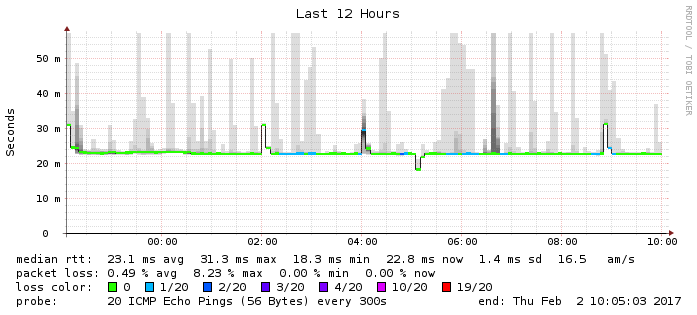 Last 12 Hours
RRDTOOL / TOBI OETIKER
Seconds
50 m
40 m
30 m
20 m
10 m
0
00:00 02:00 04:00 06:00 08:00 10:00
median rtt: 23.1 ms avg 31.3 ms max 18.3 ms min 22.8 ms now 1.4 ms sd 16.5 am/s
packet loss: 0.49 % avg 8.23 % max 0.00 % min 0.00 % now
loss color: 0 1/20 2/20 3/20 4/20 10/20 19/20
probe: 20 ICMP Echo Pings (56 Bytes) every 300s end: Thu Feb 2 10:05:03 2017